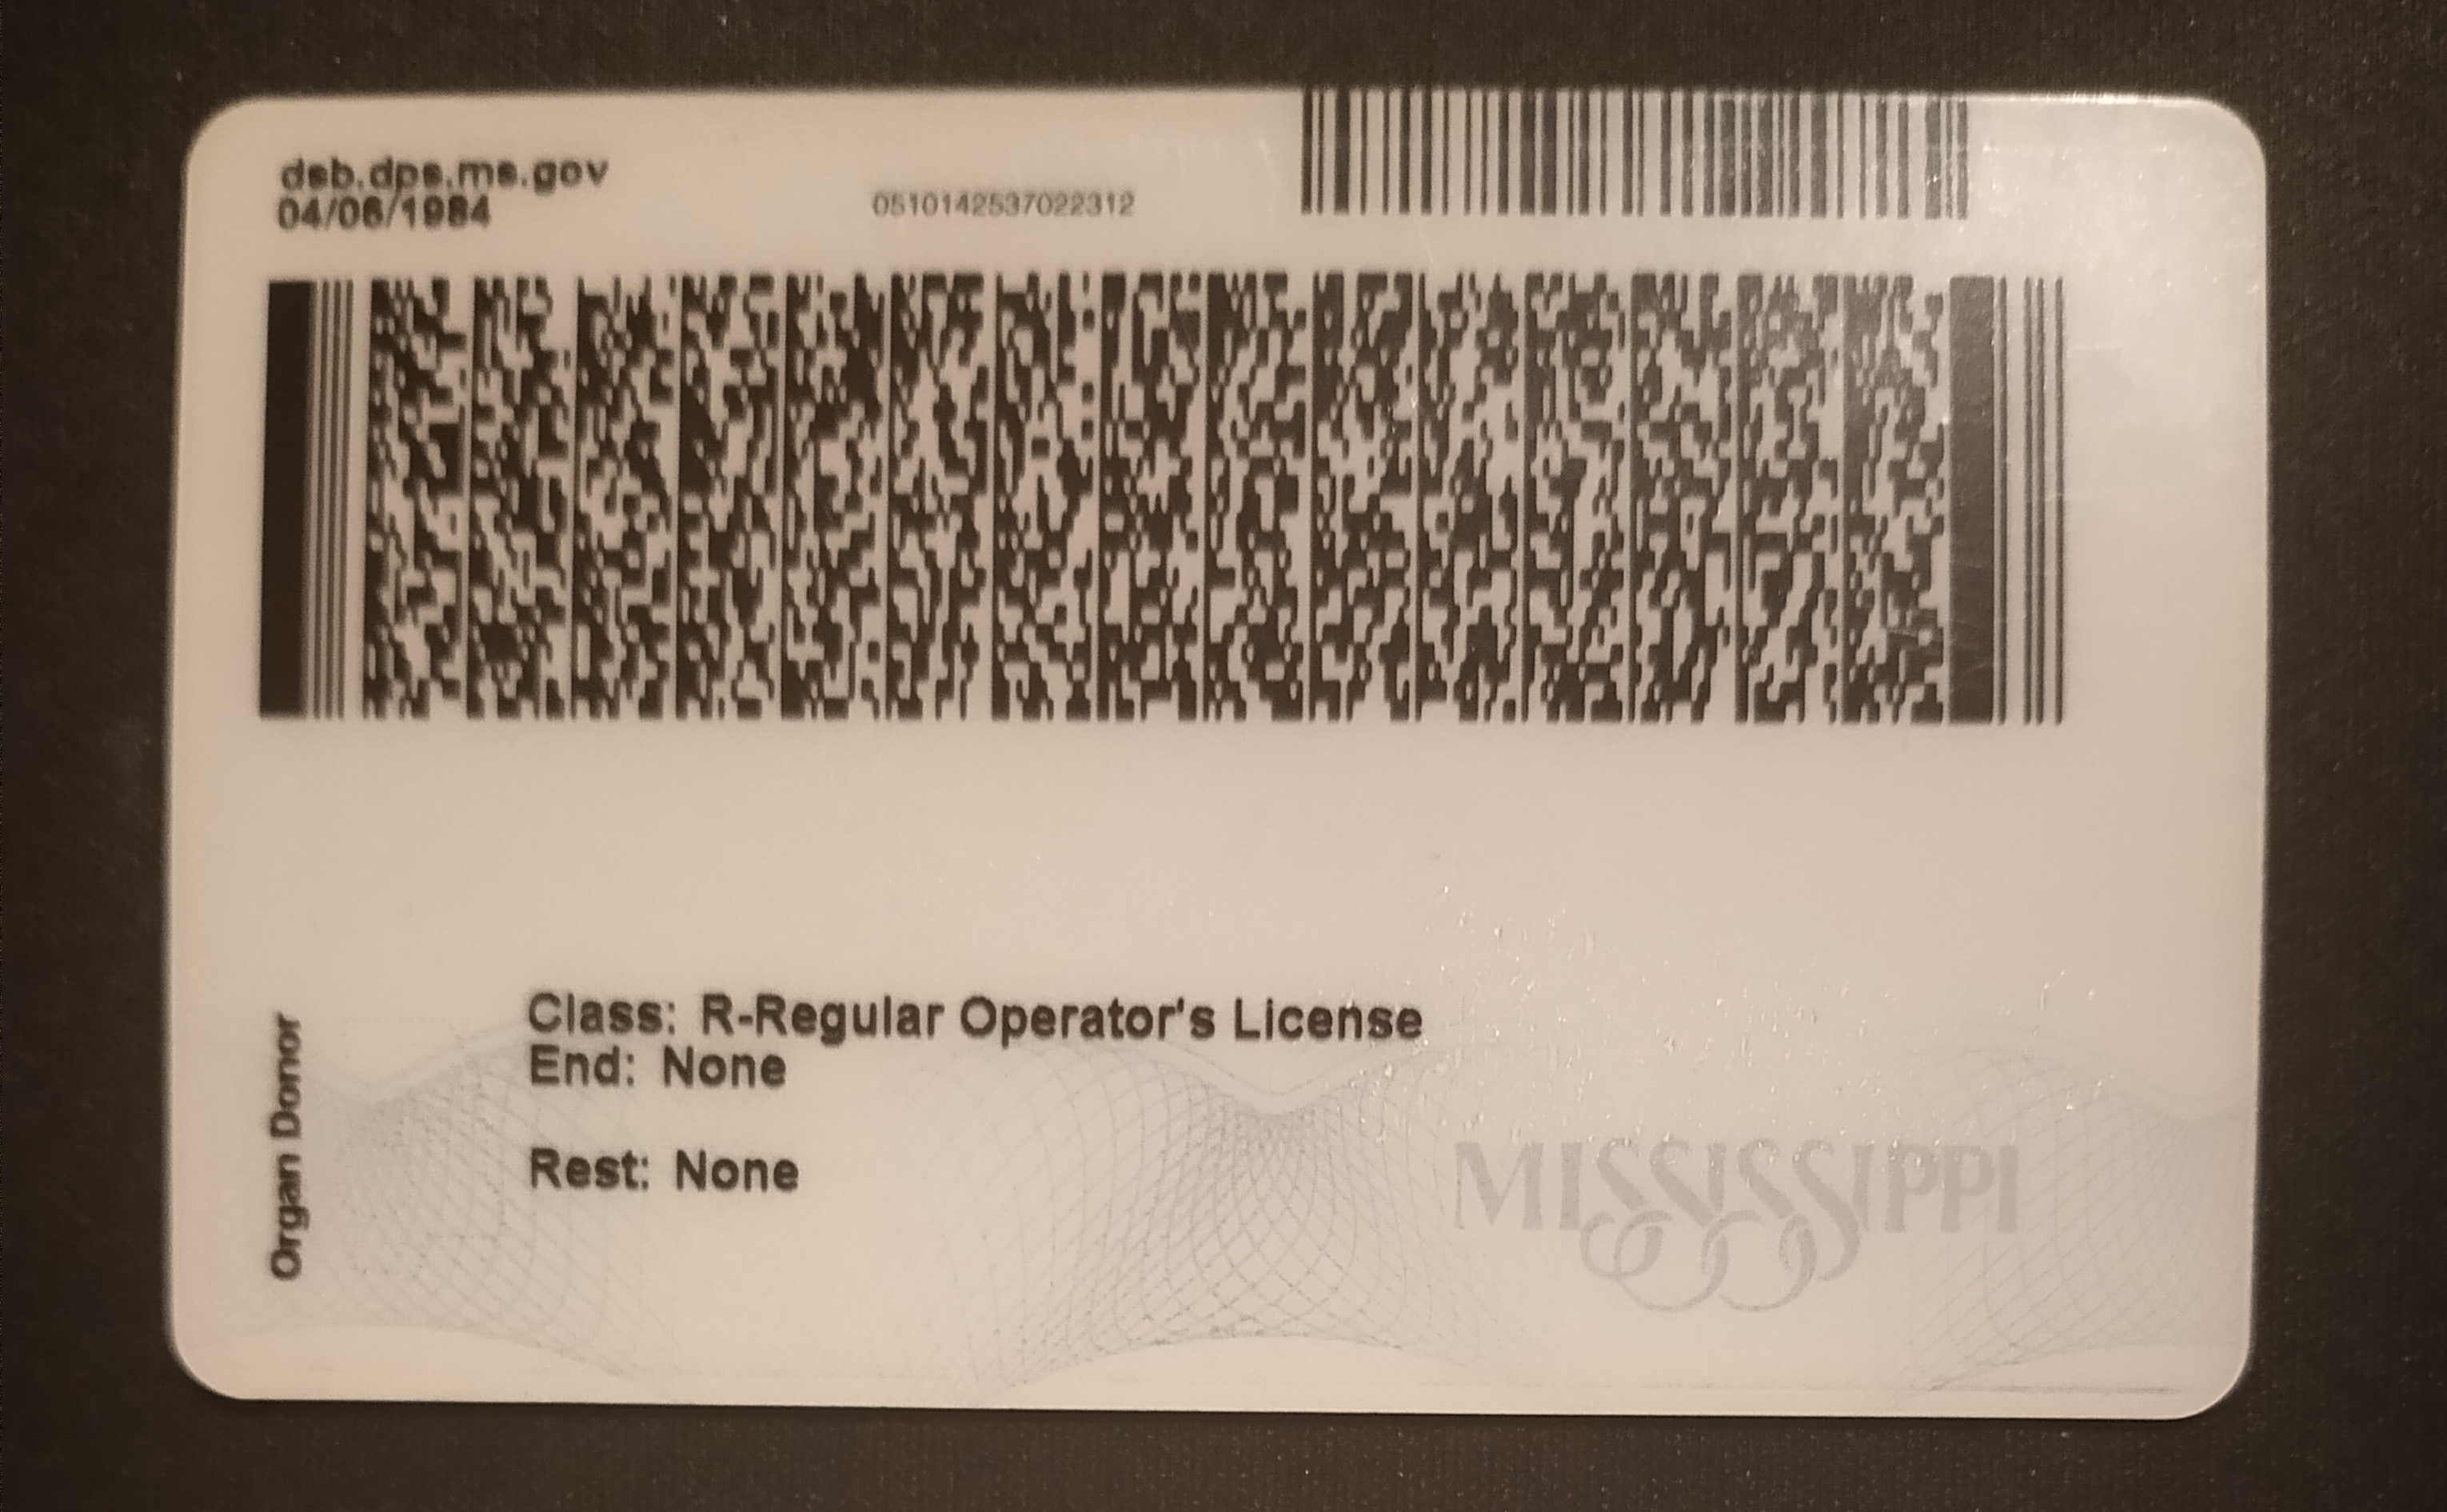 dsb.dps.ms.gov
04/06/1984
0510142537022312
Class: R-Regular Operator's License
End: None
Rest: None
Organ Donor
MISSISSIPPI